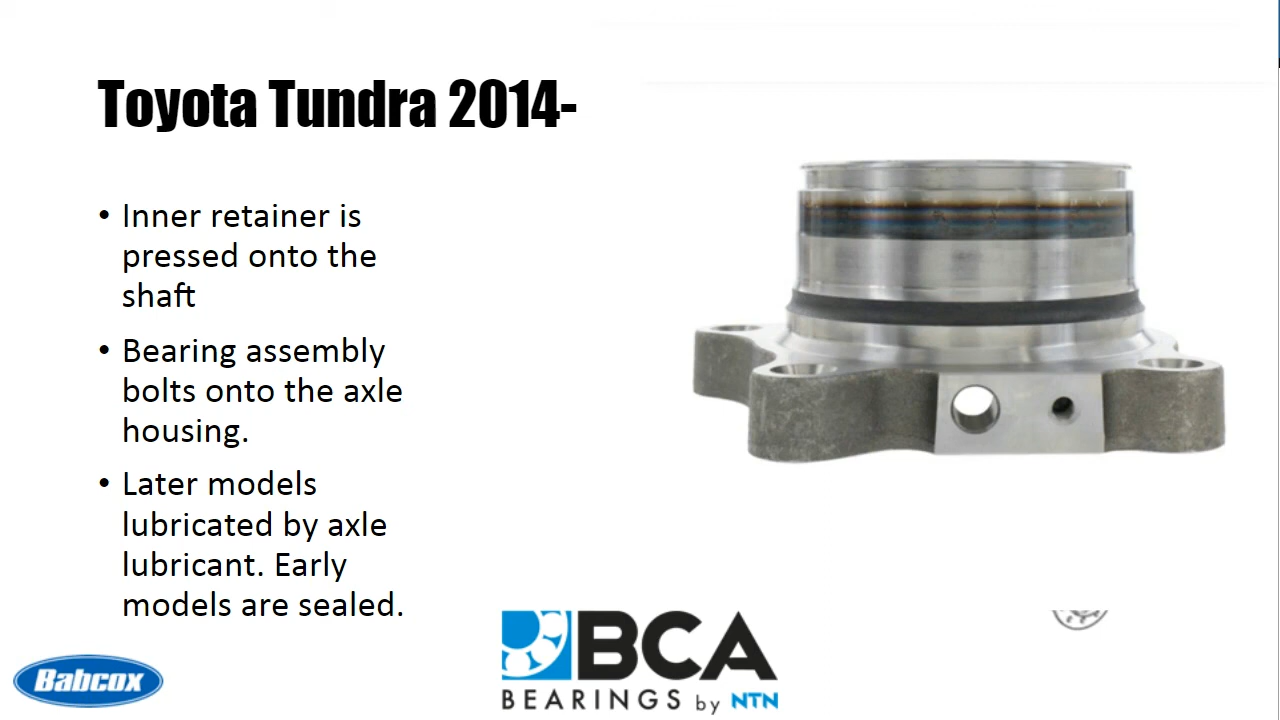 Toyota Tundra 2014-
• Inner retainer is
pressed onto the
shaft
• Bearing assembly
bolts onto the axle
housing.
• Later models
lubricated by axle
lubricant. Early
models are sealed.
Babcox
BCA
BEARINGS by NTN